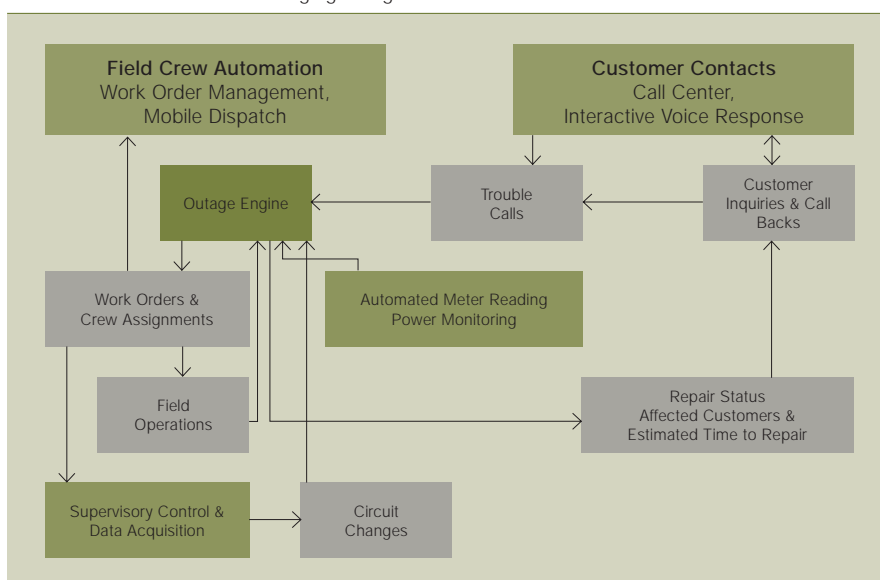 Field Crew Automation
Work Order Management,
Mobile Dispatch
Customer Contacts
Call Center,
Interactive Voice Response
Outage Engine
Trouble
Calls
Customer
Inquiries & Call
Backs
Work Orders &
Crew Assignments
Automated Meter Reading
Power Monitoring
Field
Operations
Repair Status
Affected Customers &
Estimated Time to Repair
Supervisory Control &
Data Acquisition
Circuit
Changes